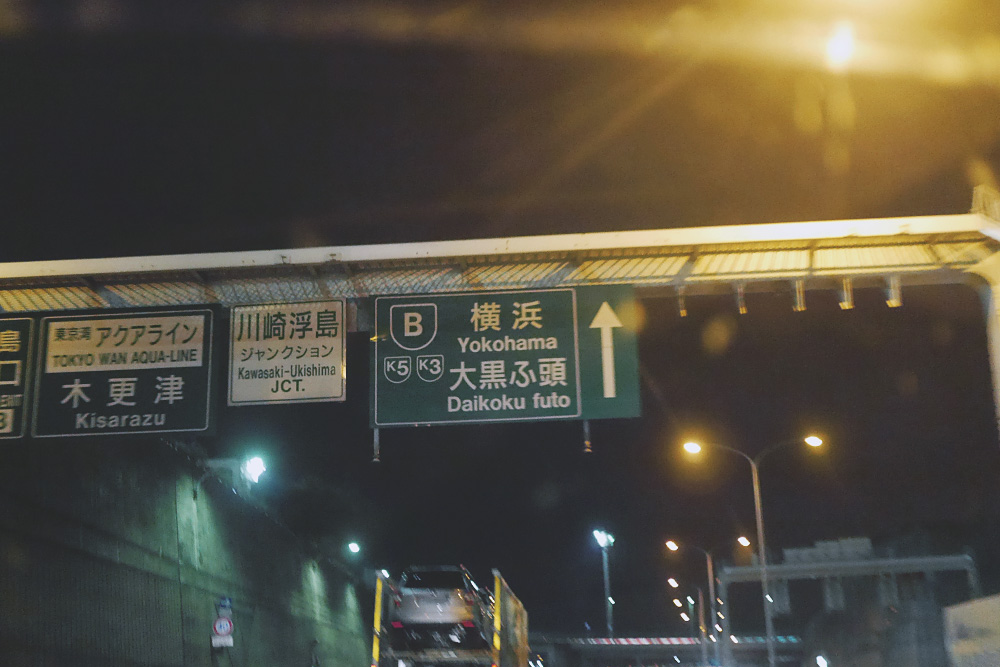 島
口
東京湾 アクアライン
TOKYO WAN AQUA-LINE
木更津
Kisarazu
川崎浮島
ジャンクション
Kawasaki-Ukishima
JCT.
B
K5 K3
横浜
Yokohama
大黒ふ頭
Daikoku futo